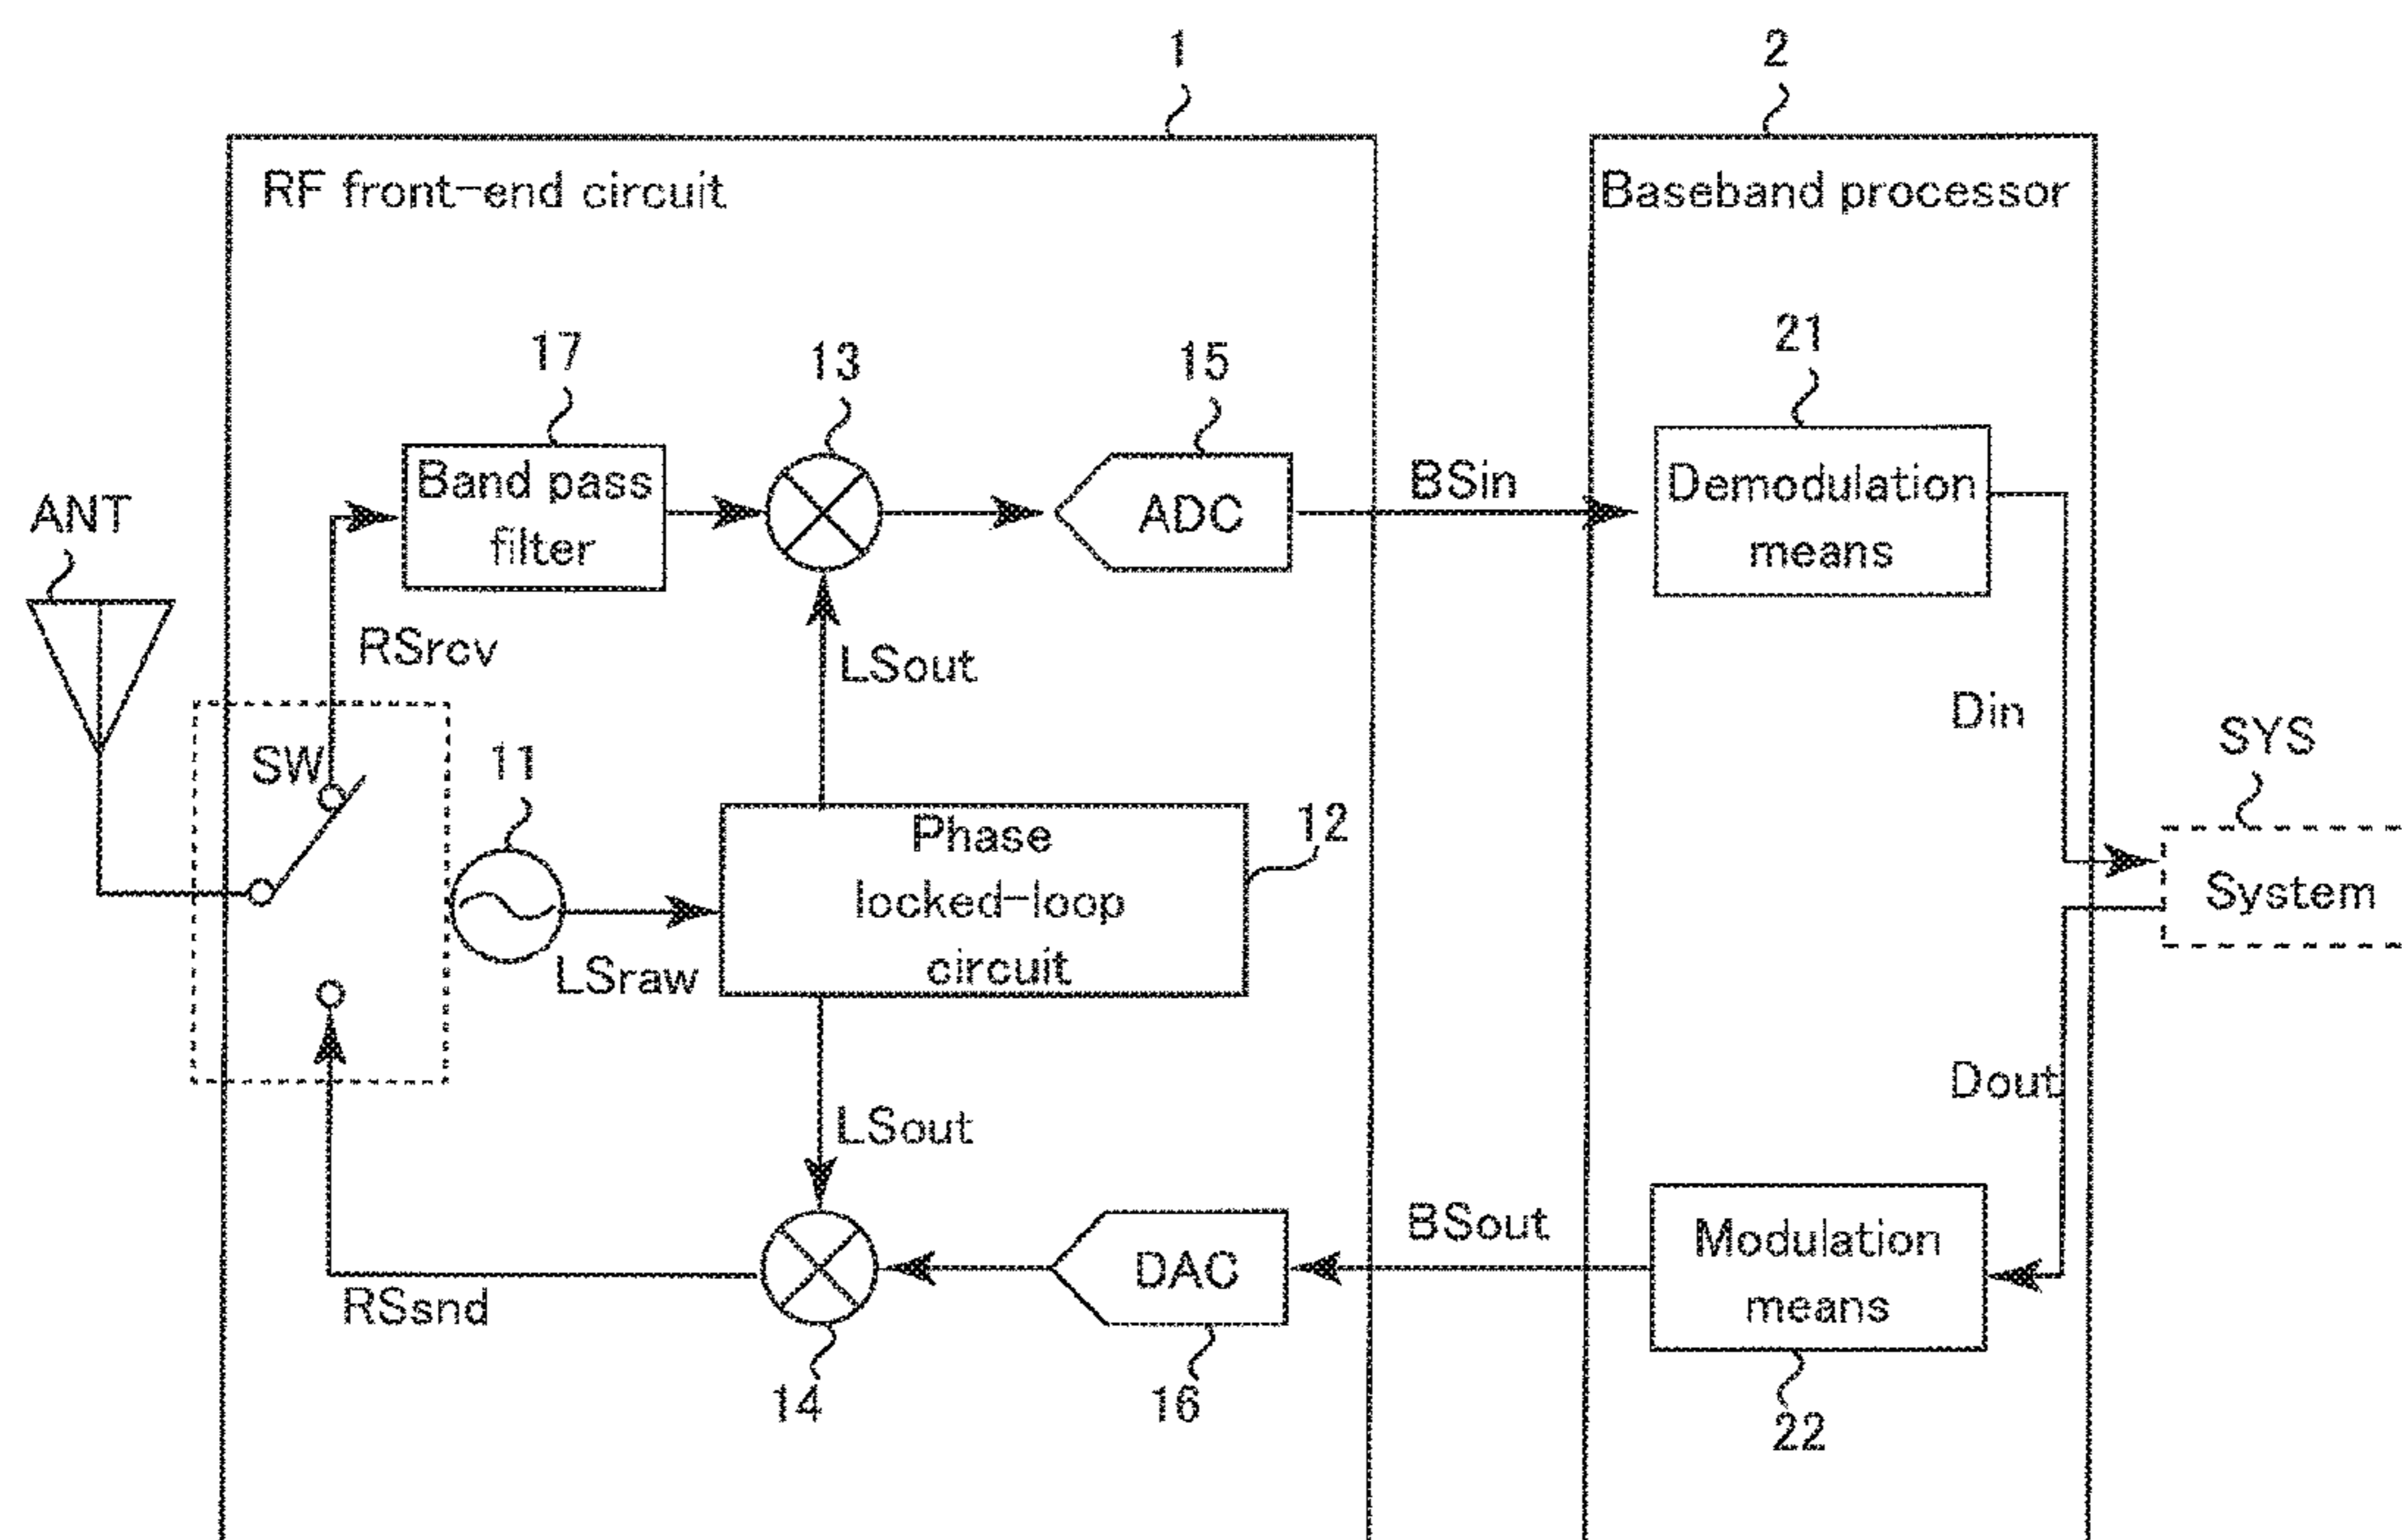 1
2
RF front-end circuit
Baseband processor
17
13
15
21
Band pass
filter
ADC
BSin
Demodulation
means
ANT
RSrcv
LSout
Din
SW
11
12
SYS
Phase
locked-loop
circuit
System
LSraw
Dout
LSout
BSout
RSsnd
DAC
Modulation
means
14
16
22